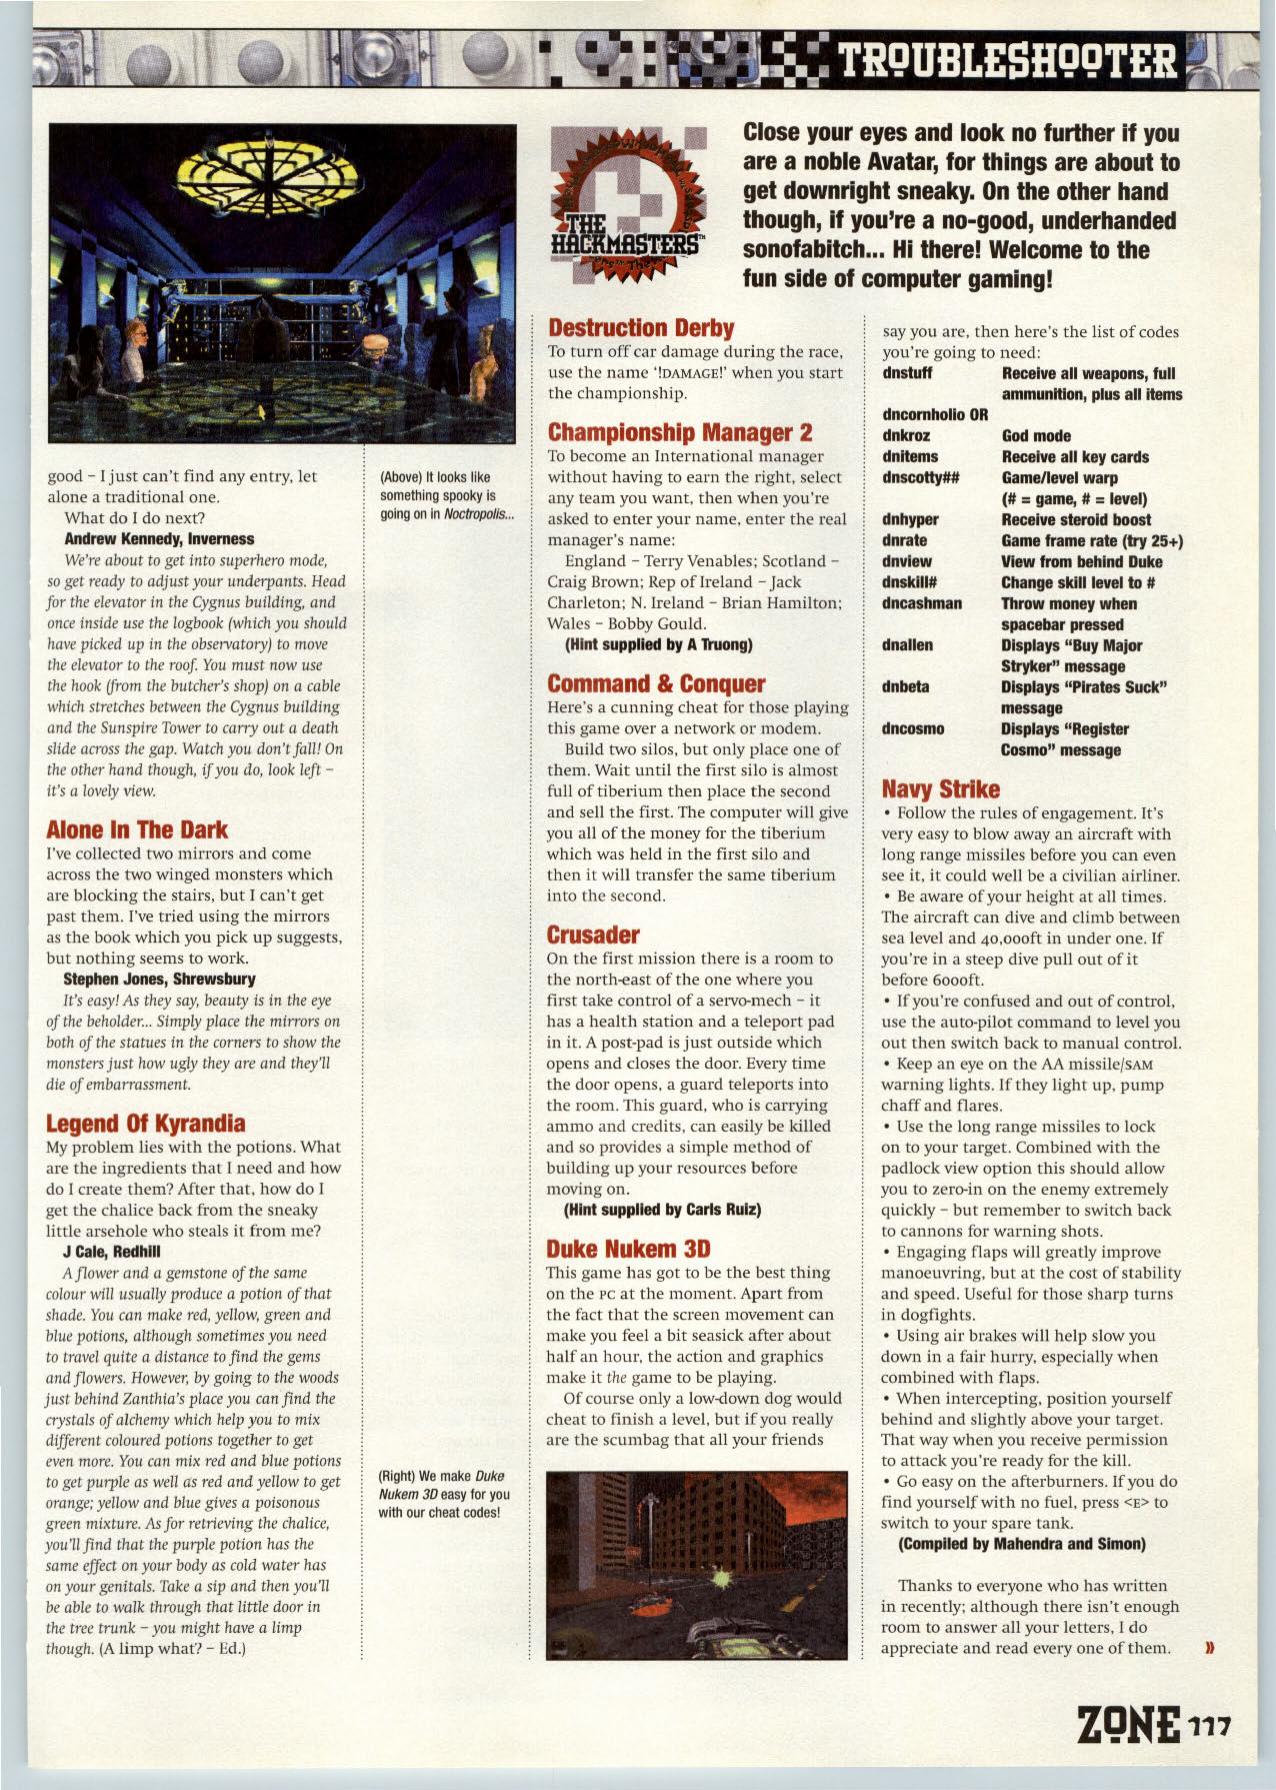 TROUBLESHOOTER
good – I just can't find any entry, let
alone a traditional one.
What do I do next?
Andrew Kennedy, Inverness
We're about to get into superhero mode,
so get ready to adjust your underpants. Head
for the elevator in the Cygnus building, and
once inside use the logbook (which you should
have picked up in the observatory) to move
the elevator to the roof. You must now use
the hook (from the butcher's shop) on a cable
which stretches between the Cygnus building
and the Sunspire Tower to carry out a death
slide across the gap. Watch you don't fall! On
the other hand though, if you do, look left –
it's a lovely view.
Alone In The Dark
I've collected two mirrors and come
across the two winged monsters which
are blocking the stairs, but I can't get
past them. I've tried using the mirrors
as the book which you pick up suggests,
but nothing seems to work.
Stephen Jones, Shrewsbury
It's easy! As they say, beauty is in the eye
of the beholder... Simply place the mirrors on
both of the statues in the corners to show the
monsters just how ugly they are and they'll
die of embarrassment.
Legend Of Kyrandia
My problem lies with the potions. What
are the ingredients that I need and how
do I create them? After that, how do I
get the chalice back from the sneaky
little arsehole who steals it from me?
J Cale, Redhill
A flower and a gemstone of the same
colour will usually produce a potion of that
shade. You can make red, yellow, green and
blue potions, although sometimes you need
to travel quite a distance to find the gems
and flowers. However, by going to the woods
just behind Zanthia's place you can find the
crystals of alchemy which help you to mix
different coloured potions together to get
even more. You can mix red and blue potions
to get purple as well as red and yellow to get
orange; yellow and blue gives a poisonous
green mixture. As for retrieving the chalice,
you'll find that the purple potion has the
same effect on your body as cold water has
on your genitals. Take a sip and then you'll
be able to walk through that little door in
the tree trunk – you might have a limp
though. (A limp what? – Ed.)
(Above) It looks like
something spooky is
going on in Noctropolis...
(Right) We make Duke
Nukem 3D easy for you
with our cheat codes!
THE
HACKMASTERS™
Close your eyes and look no further if you
are a noble Avatar, for things are about to
get downright sneaky. On the other hand
though, if you're a no-good, underhanded
sonofabitch... Hi there! Welcome to the
fun side of computer gaming!
Destruction Derby
To turn off car damage during the race,
use the name '!DAMAGE!' when you start
the championship.
Championship Manager 2
To become an International manager
without having to earn the right, select
any team you want, then when you're
asked to enter your name, enter the real
manager's name:
England – Terry Venables; Scotland –
Craig Brown; Rep of Ireland – Jack
Charleton; N. Ireland – Brian Hamilton;
Wales – Bobby Gould.
(Hint supplied by A Truong)
Command & Conquer
Here's a cunning cheat for those playing
this game over a network or modem.
Build two silos, but only place one of
them. Wait until the first silo is almost
full of tiberium then place the second
and sell the first. The computer will give
you all of the money for the tiberium
which was held in the first silo and
then it will transfer the same tiberium
into the second.
Crusader
On the first mission there is a room to
the north-east of the one where you
first take control of a servo-mech – it
has a health station and a teleport pad
in it. A post-pad is just outside which
opens and closes the door. Every time
the door opens, a guard teleports into
the room. This guard, who is carrying
ammo and credits, can easily be killed
and so provides a simple method of
building up your resources before
moving on.
(Hint supplied by Carls Ruiz)
Duke Nukem 3D
This game has got to be the best thing
on the PC at the moment. Apart from
the fact that the screen movement can
make you feel a bit seasick after about
half an hour, the action and graphics
make it the game to be playing.
Of course only a low-down dog would
cheat to finish a level, but if you really
are the scumbag that all your friends
say you are, then here's the list of codes
you're going to need:
dnstuff Receive all weapons, full
ammunition, plus all items
dncornholio OR
dnkroz God mode
dnitems Receive all key cards
dnscotty## Game/level warp
(# = game, # = level)
dnhyper Receive steroid boost
dnrate Game frame rate (try 25+)
dnview View from behind Duke
dnskill# Change skill level to #
dncashman Throw money when
spacebar pressed
dnallen Displays "Buy Major
Stryker" message
dnbeta Displays "Pirates Suck"
message
dncosmo Displays "Register
Cosmo" message
Navy Strike
• Follow the rules of engagement. It's
very easy to blow away an aircraft with
long range missiles before you can even
see it, it could well be a civilian airliner.
• Be aware of your height at all times.
The aircraft can dive and climb between
sea level and 40,000ft in under one. If
you're in a steep dive pull out of it
before 6000ft.
• If you're confused and out of control,
use the auto-pilot command to level you
out then switch back to manual control.
• Keep an eye on the AA missile/SAM
warning lights. If they light up, pump
chaff and flares.
• Use the long range missiles to lock
on to your target. Combined with the
padlock view option this should allow
you to zero-in on the enemy extremely
quickly – but remember to switch back
to cannons for warning shots.
• Engaging flaps will greatly improve
manoeuvring, but at the cost of stability
and speed. Useful for those sharp turns
in dogfights.
• Using air brakes will help slow you
down in a fair hurry, especially when
combined with flaps.
• When intercepting, position yourself
behind and slightly above your target.
That way when you receive permission
to attack you're ready for the kill.
• Go easy on the afterburners. If you do
find yourself with no fuel, press <E> to
switch to your spare tank.
(Compiled by Mahendra and Simon)
Thanks to everyone who has written
in recently; although there isn't enough
room to answer all your letters, I do
appreciate and read every one of them. »
ZONE 117